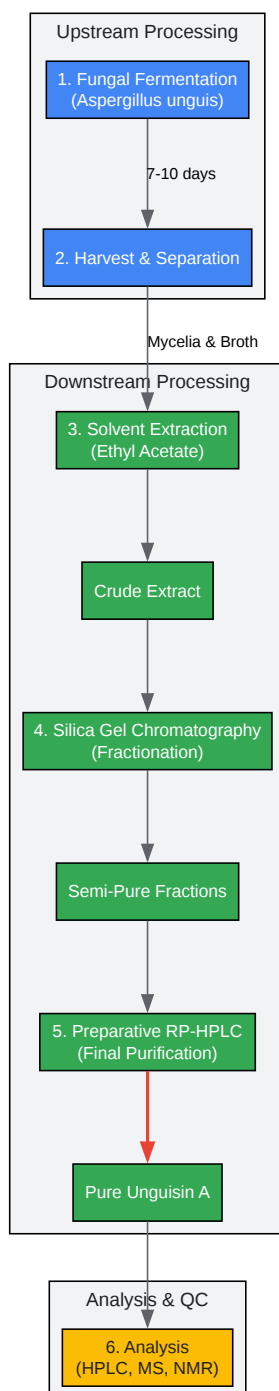 Upstream Processing
1. Fungal Fermentation
(Aspergillus unguis)
7-10 days
2. Harvest & Separation
Mycelia & Broth
Downstream Processing
3. Solvent Extraction
(Ethyl Acetate)
Crude Extract
4. Silica Gel Chromatography
(Fractionation)
Semi-Pure Fractions
5. Preparative RP-HPLC
(Final Purification)
Pure Unguisin A
Analysis & QC
6. Analysis
(HPLC, MS, NMR)